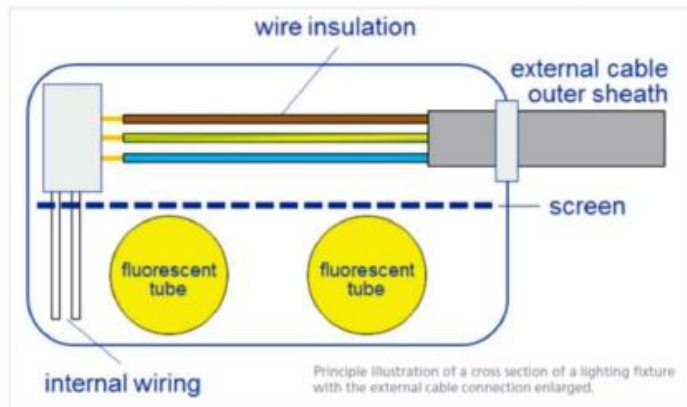 wire insulation
external cable
outer sheath
screen
fluorescent
tube
fluorescent
tube
internal wiring
Principle illustration of a cross section of a lighting fixture
with the external cable connection enlarged.